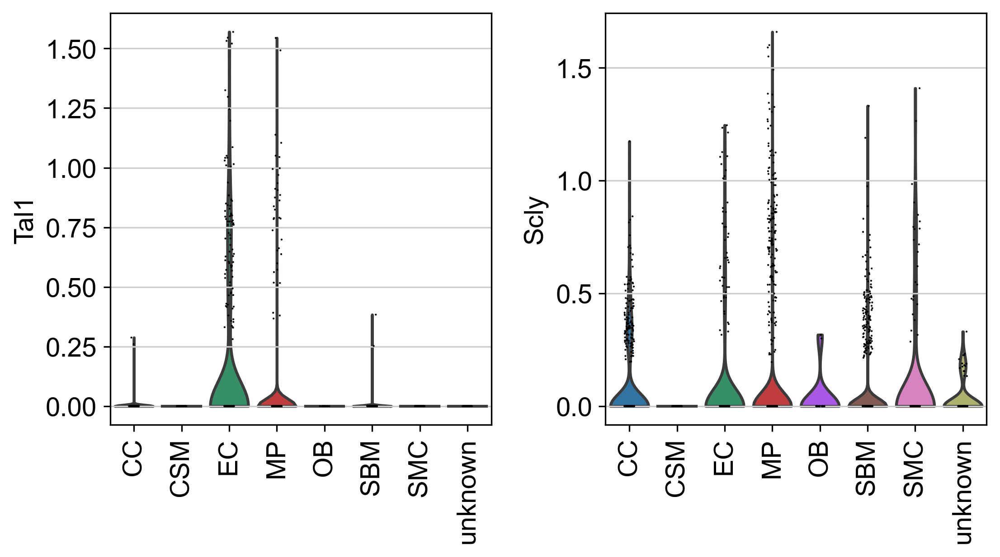 Tal1
1.50
1.25
1.00
0.75
0.50
0.25
0.00
CC
CSM
EC
MP
OB
SBM
SMC
unknown
Scly
1.5
1.0
0.5
0.0
CC
CSM
EC
MP
OB
SBM
SMC
unknown